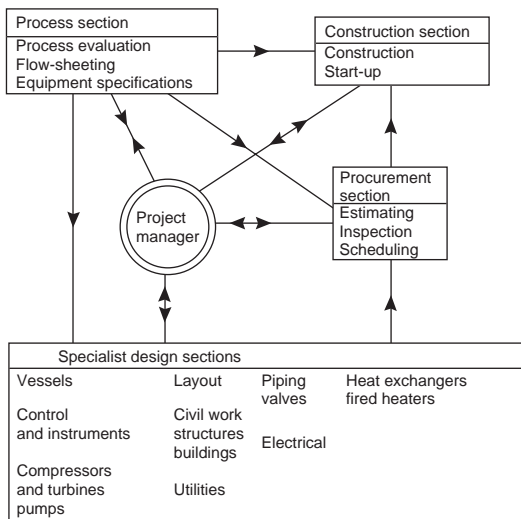 Process section
Process evaluation
Flow-sheeting
Equipment specifications
Construction section
Construction
Start-up
Procurement
section
Estimating
Inspection
Scheduling
Project
manager
Specialist design sections
Vessels
Control
and instruments
Compressors
and turbines
pumps
Layout
Civil work
structures
buildings
Utilities
Piping
valves
Electrical
Heat exchangers
fired heaters